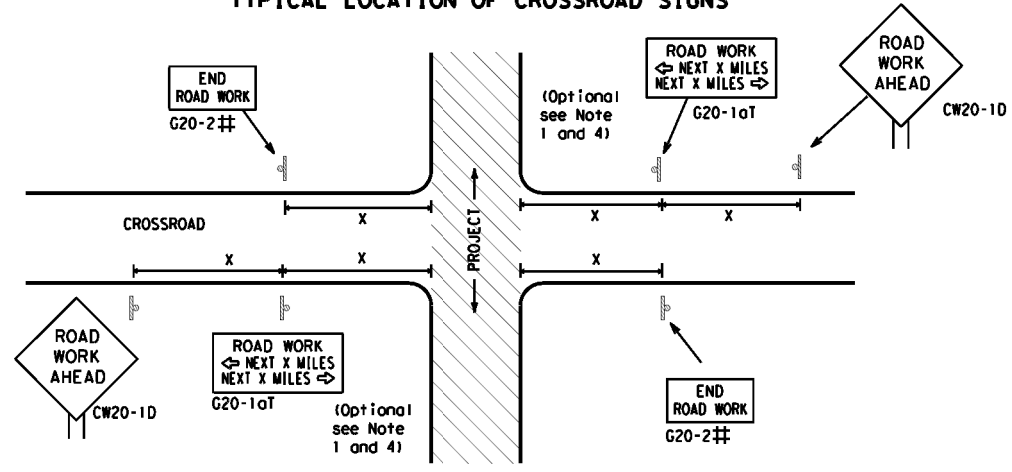 TYPICAL LOCATION OF CROSSROAD SIGNS
END
ROAD WORK
G20-2#
(Optional
see Note
1 and 4)
ROAD WORK
⇦ NEXT X MILES
NEXT X MILES ⇨
G20-1aT
ROAD
WORK
AHEAD
CW20-1D
X
X
X
CROSSROAD
PROJECT
X
X
X
ROAD
WORK
AHEAD
CW20-1D
ROAD WORK
⇦ NEXT X MILES
NEXT X MILES ⇨
G20-1aT
(Optional
see Note
1 and 4)
END
ROAD WORK
G20-2#